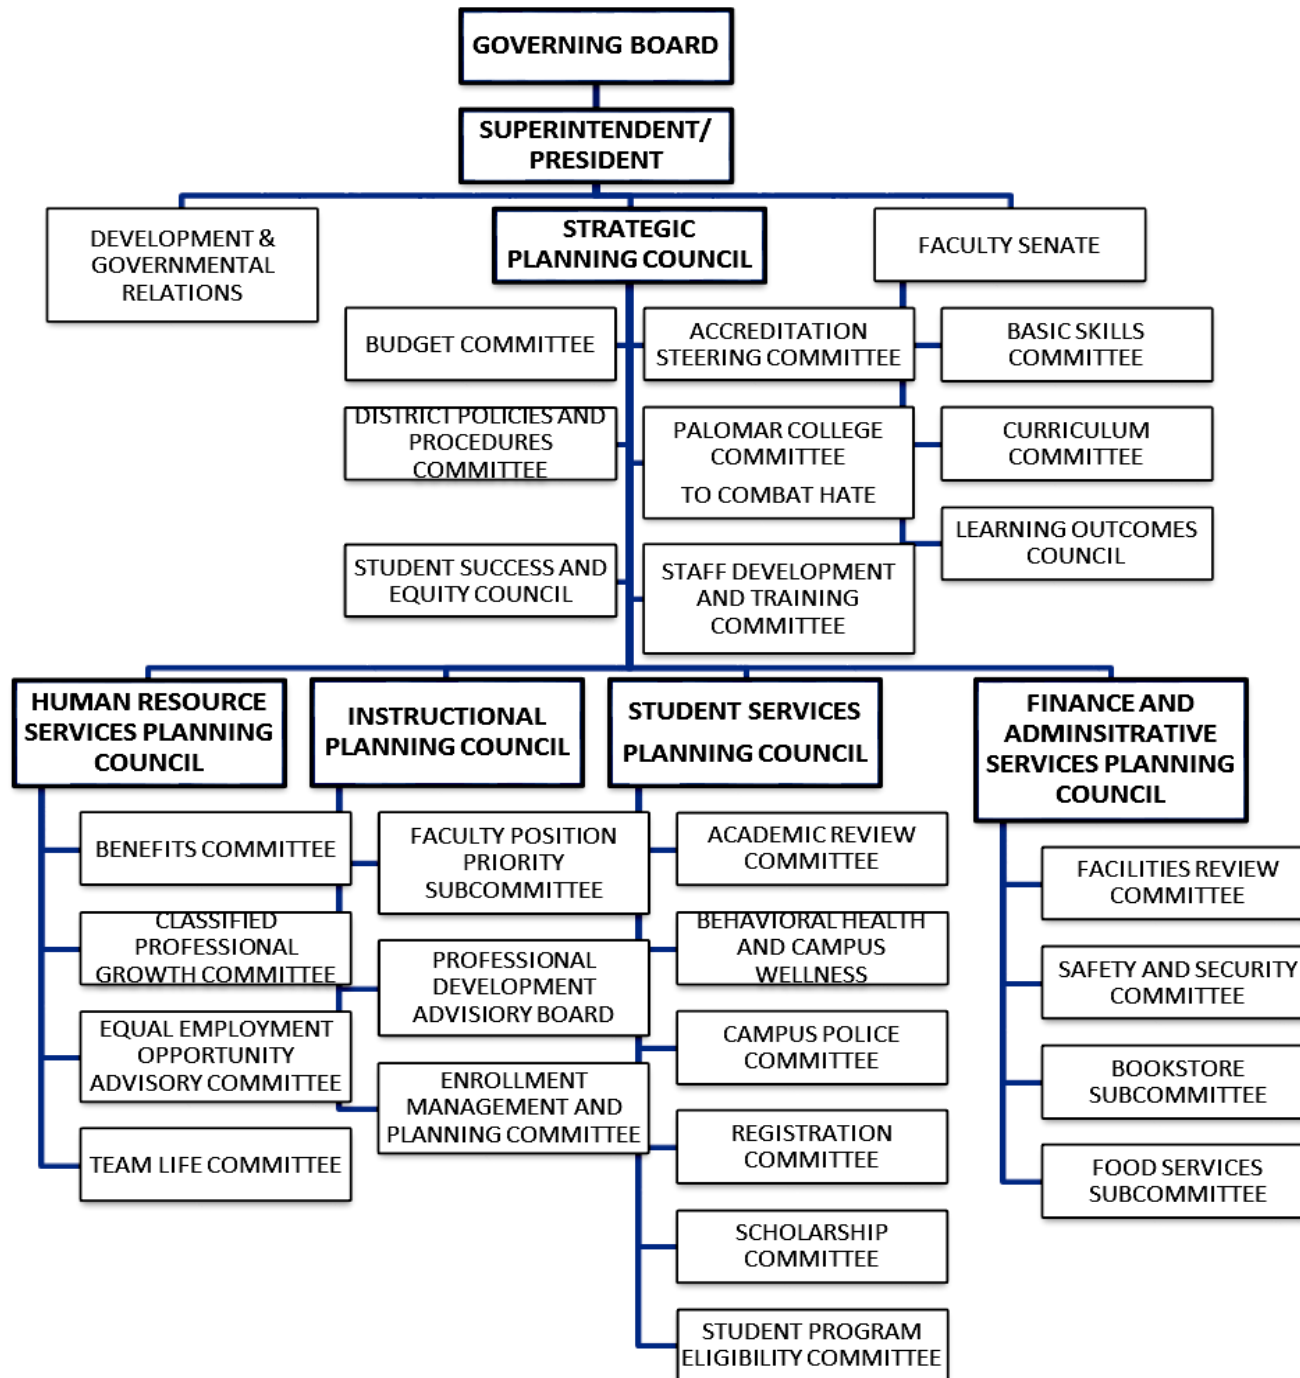 GOVERNING BOARD
SUPERINTENDENT/
PRESIDENT
DEVELOPMENT &
GOVERNMENTAL
RELATIONS
STRATEGIC
PLANNING COUNCIL
FACULTY SENATE
BUDGET COMMITTEE
ACCREDITATION
STEERING COMMITTEE
BASIC SKILLS
COMMITTEE
DISTRICT POLICIES AND
PROCEDURES
COMMITTEE
PALOMAR COLLEGE
COMMITTEE
TO COMBAT HATE
CURRICULUM
COMMITTEE
LEARNING OUTCOMES
COUNCIL
STUDENT SUCCESS AND
EQUITY COUNCIL
STAFF DEVELOPMENT
AND TRAINING
COMMITTEE
HUMAN RESOURCE
SERVICES PLANNING
COUNCIL
INSTRUCTIONAL
PLANNING COUNCIL
STUDENT SERVICES
PLANNING COUNCIL
FINANCE AND
ADMINSITRATIVE
SERVICES PLANNING
COUNCIL
BENEFITS COMMITTEE
CLASSIFIED
PROFESSIONAL
GROWTH COMMITTEE
EQUAL EMPLOYMENT
OPPORTUNITY
ADVISORY COMMITTEE
TEAM LIFE COMMITTEE
FACULTY POSITION
PRIORITY
SUBCOMMITTEE
PROFESSIONAL
DEVELOPMENT
ADVISIORY BOARD
ENROLLMENT
MANAGEMENT AND
PLANNING COMMITTEE
ACADEMIC REVIEW
COMMITTEE
BEHAVIORAL HEALTH
AND CAMPUS
WELLNESS
CAMPUS POLICE
COMMITTEE
REGISTRATION
COMMITTEE
SCHOLARSHIP
COMMITTEE
STUDENT PROGRAM
ELIGIBILITY COMMITTEE
FACILITIES REVIEW
COMMITTEE
SAFETY AND SECURITY
COMMITTEE
BOOKSTORE
SUBCOMMITTEE
FOOD SERVICES
SUBCOMMITTEE